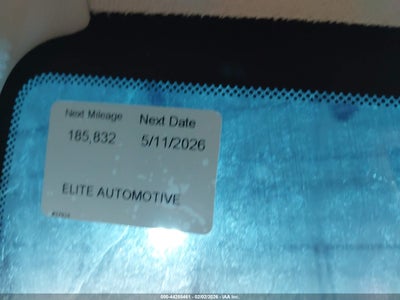 Next Mileage Next Date
185,832 5/11/2026
ELITE AUTOMOTIVE